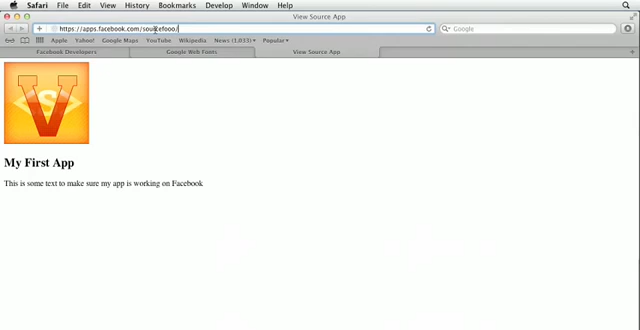 Safari File Edit View History Bookmarks Develop Window Help
View Source App
https://apps.facebook.com/sourcefooo/
Google
Apple Yahoo! Google Maps YouTube Wikipedia News (1,033) Popular
Facebook Developers Google Web Fonts View Source App
V
S
My First App
This is some text to make sure my app is working on Facebook